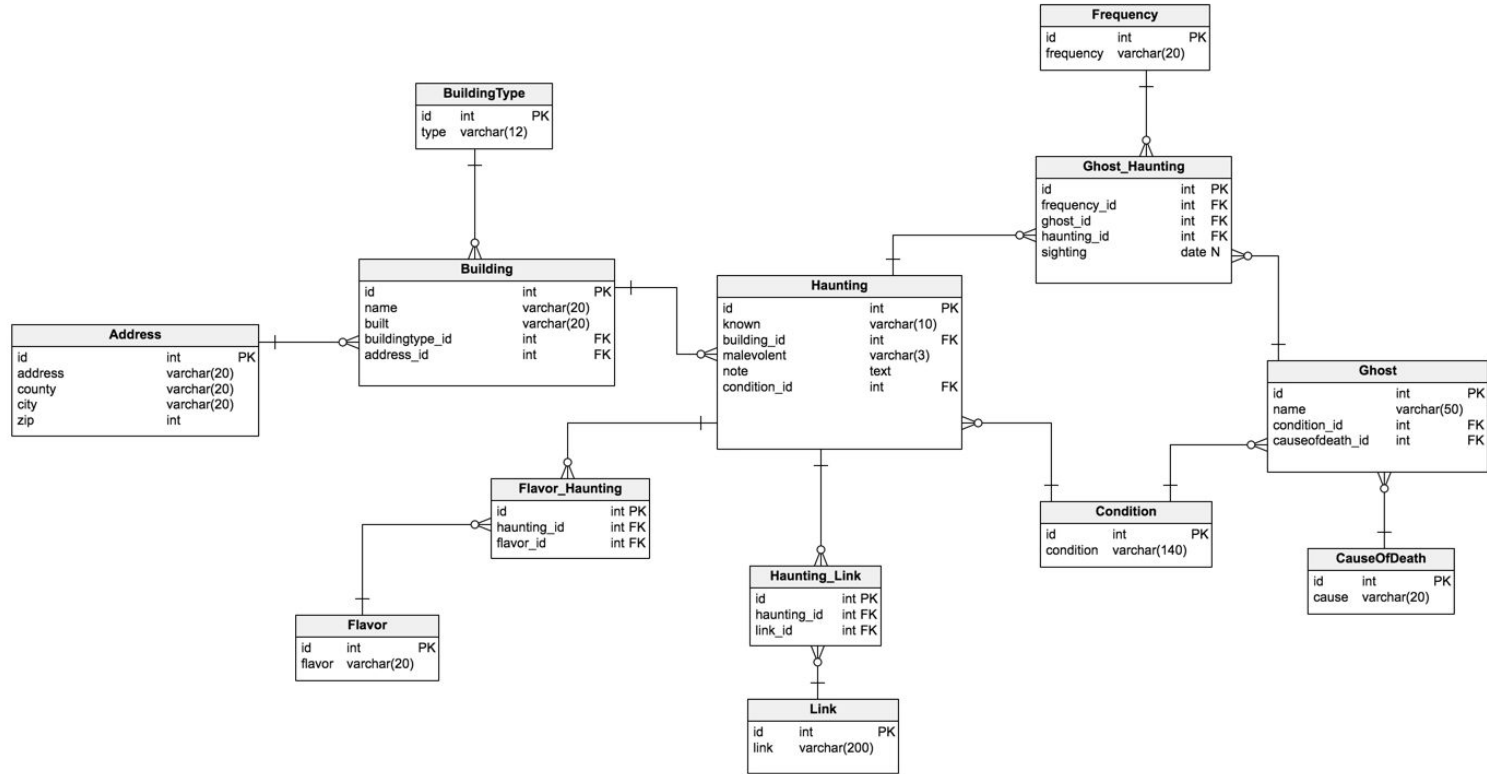 Frequency
id int PK
frequency varchar(20)
BuildingType
id int PK
type varchar(12)
Ghost_Haunting
id int PK
frequency_id int FK
ghost_id int FK
haunting_id int FK
sighting date N
Building
id int PK
name varchar(20)
built varchar(20)
buildingtype_id int FK
address_id int FK
Haunting
id int PK
known varchar(10)
building_id int FK
malevolent varchar(3)
note text
condition_id int FK
Address
id int PK
address varchar(20)
county varchar(20)
city varchar(20)
zip int
Ghost
id int PK
name varchar(50)
condition_id int FK
causeofdeath_id int FK
Flavor_Haunting
id int PK
haunting_id int FK
flavor_id int FK
Condition
id int PK
condition varchar(140)
CauseOfDeath
id int PK
cause varchar(20)
Haunting_Link
id int PK
haunting_id int FK
link_id int FK
Flavor
id int PK
flavor varchar(20)
Link
id int PK
link varchar(200)